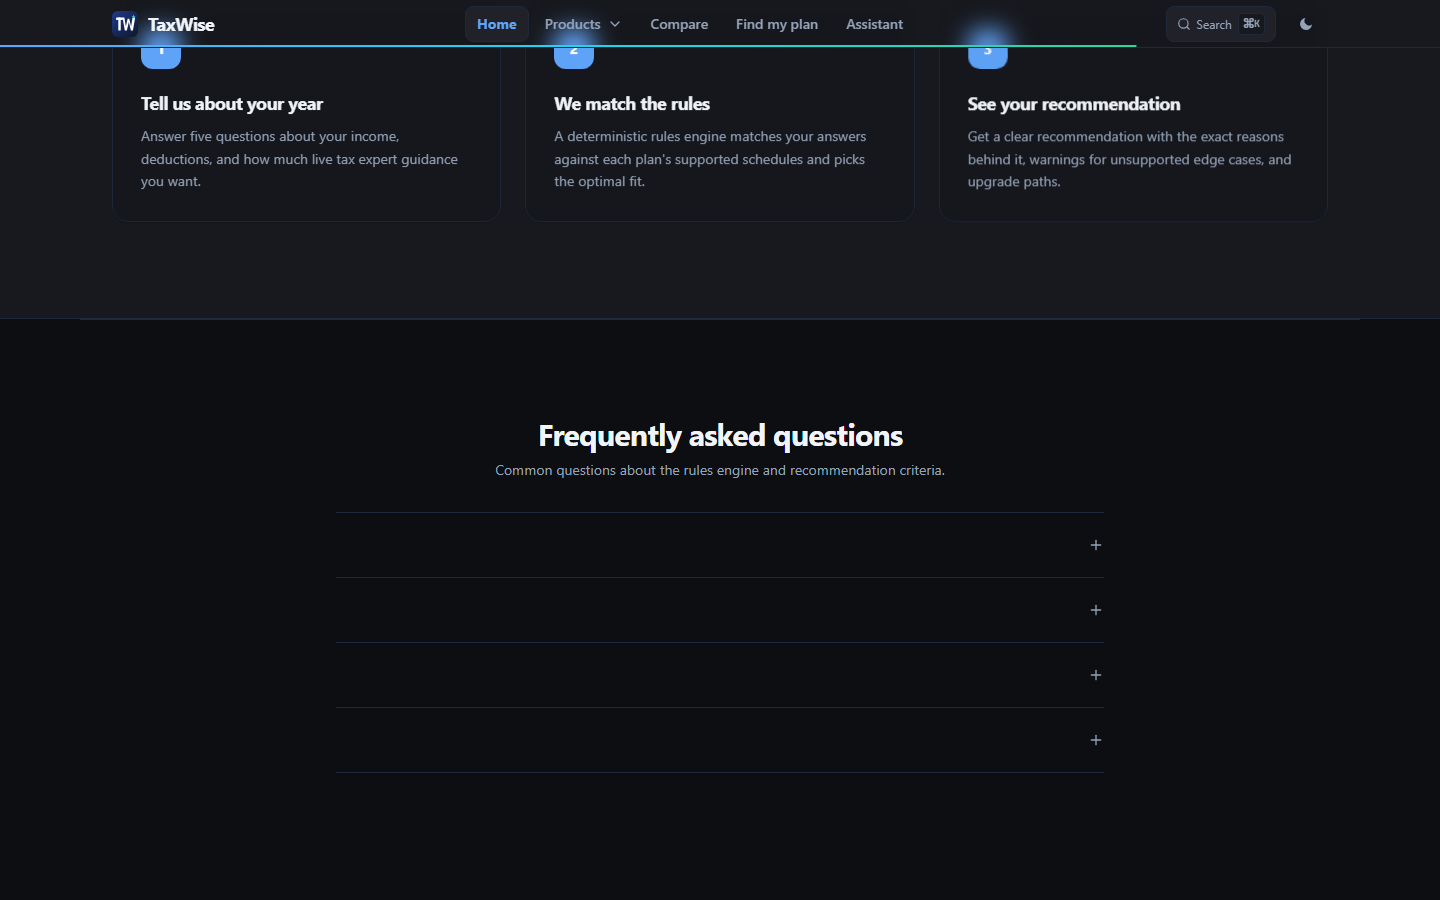 TW TaxWise
Home
Products
Compare
Find my plan
Assistant
Search ⌘K
1
2
3
Tell us about your year
Answer five questions about your income,
deductions, and how much live tax expert guidance
you want.
We match the rules
A deterministic rules engine matches your answers
against each plan's supported schedules and picks
the optimal fit.
See your recommendation
Get a clear recommendation with the exact reasons
behind it, warnings for unsupported edge cases, and
upgrade paths.
Frequently asked questions
Common questions about the rules engine and recommendation criteria.